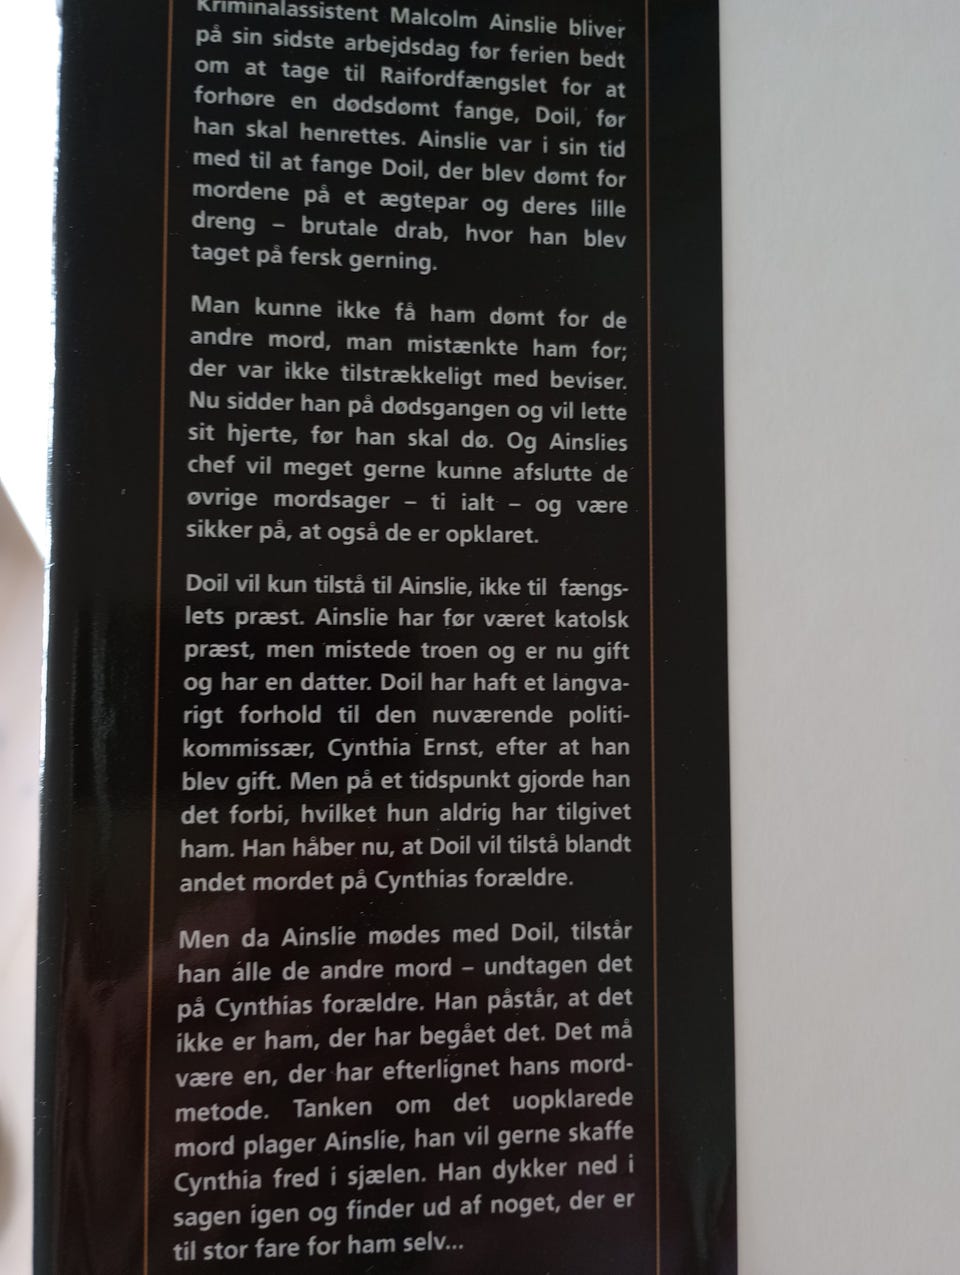 Kriminalassistent Malcolm Ainslie bliver
på sin sidste arbejdsdag før ferien bedt
om at tage til Raifordfængslet for at
forhøre en dødsdømt fange, Doil, før
han skal henrettes. Ainslie var i sin tid
med til at fange Doil, der blev dømt for
mordene på et ægtepar og deres lille
dreng – brutale drab, hvor han blev
taget på fersk gerning.
Man kunne ikke få ham dømt for de
andre mord, man mistænkte ham for;
der var ikke tilstrækkeligt med beviser.
Nu sidder han på dødsgangen og vil lette
sit hjerte, før han skal dø. Og Ainslies
chef vil meget gerne kunne afslutte de
øvrige mordsager – ti ialt – og være
sikker på, at også de er opklaret.
Doil vil kun tilstå til Ainslie, ikke til fængs-
lets præst. Ainslie har før været katolsk
præst, men mistede troen og er nu gift
og har en datter. Doil har haft et langva-
rigt forhold til den nuværende politi-
kommissær, Cynthia Ernst, efter at han
blev gift. Men på et tidspunkt gjorde han
det forbi, hvilket hun aldrig har tilgivet
ham. Han håber nu, at Doil vil tilstå blandt
andet mordet på Cynthias forældre.
Men da Ainslie mødes med Doil, tilstår
han alle de andre mord – undtagen det
på Cynthias forældre. Han påstår, at det
ikke er ham, der har begået det. Det må
være en, der har efterlignet hans mord-
metode. Tanken om det uopklarede
mord plager Ainslie, han vil gerne skaffe
Cynthia fred i sjælen. Han dykker ned i
sagen igen og finder ud af noget, der er
til stor fare for ham selv...